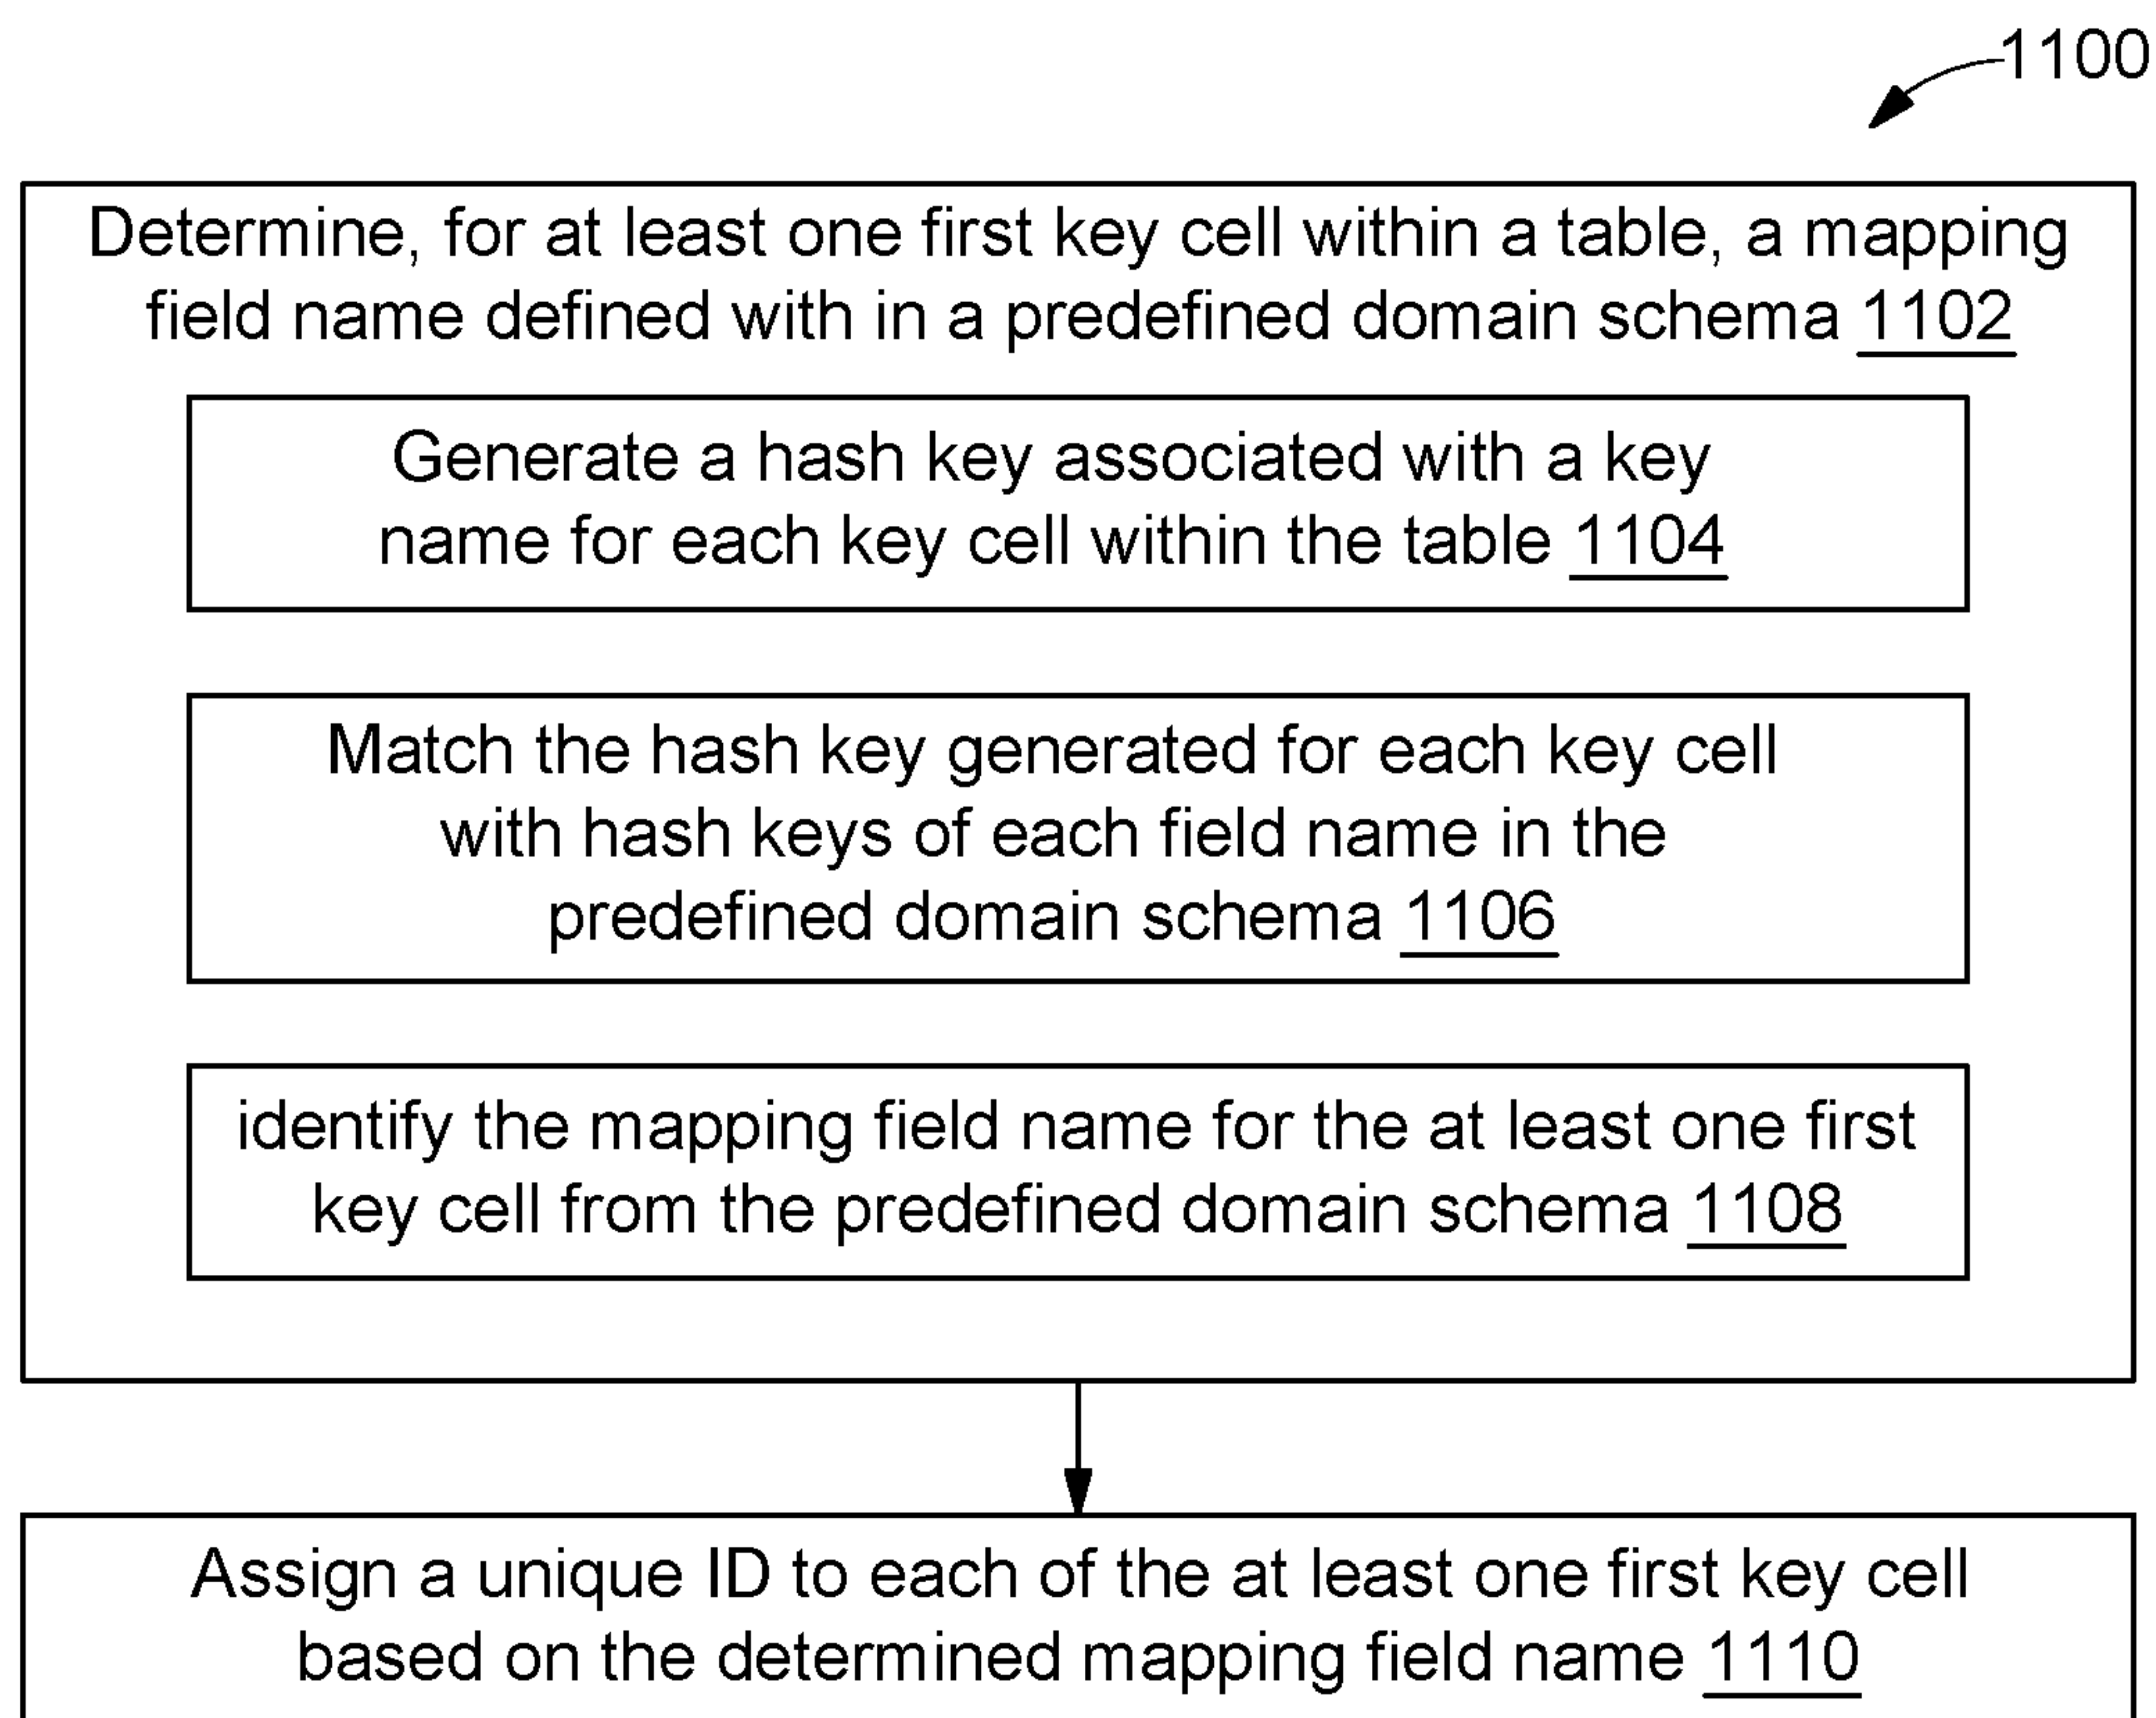 1100
Determine, for at least one first key cell within a table, a mapping
field name defined with in a predefined domain schema 1102
Generate a hash key associated with a key
name for each key cell within the table 1104
Match the hash key generated for each key cell
with hash keys of each field name in the
predefined domain schema 1106
identify the mapping field name for the at least one first
key cell from the predefined domain schema 1108
Assign a unique ID to each of the at least one first key cell
based on the determined mapping field name 1110